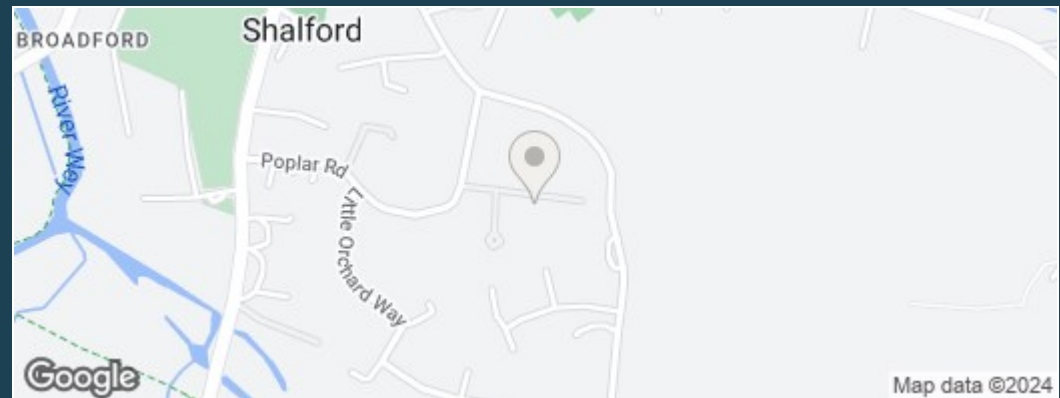 Shalford
BROADFORD
River Wey
Poplar Rd
Little Orchard Way
Google
Map data ©2024